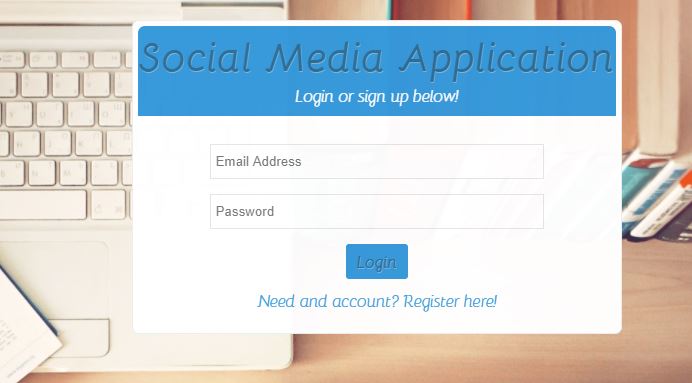 Social Media Application
Login or sign up below!
Email Address
Password
Login
Need and account? Register here!